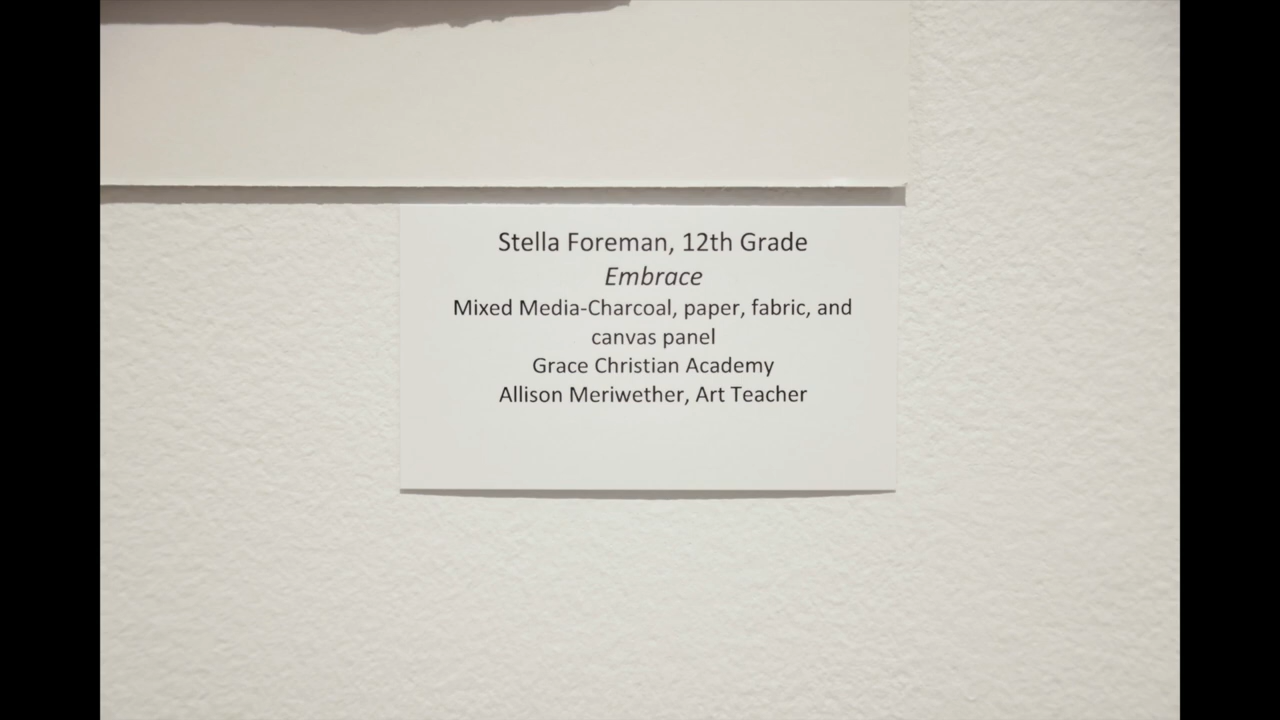 Stella Foreman, 12th Grade
Embrace
Mixed Media-Charcoal, paper, fabric, and
canvas panel
Grace Christian Academy
Allison Meriwether, Art Teacher